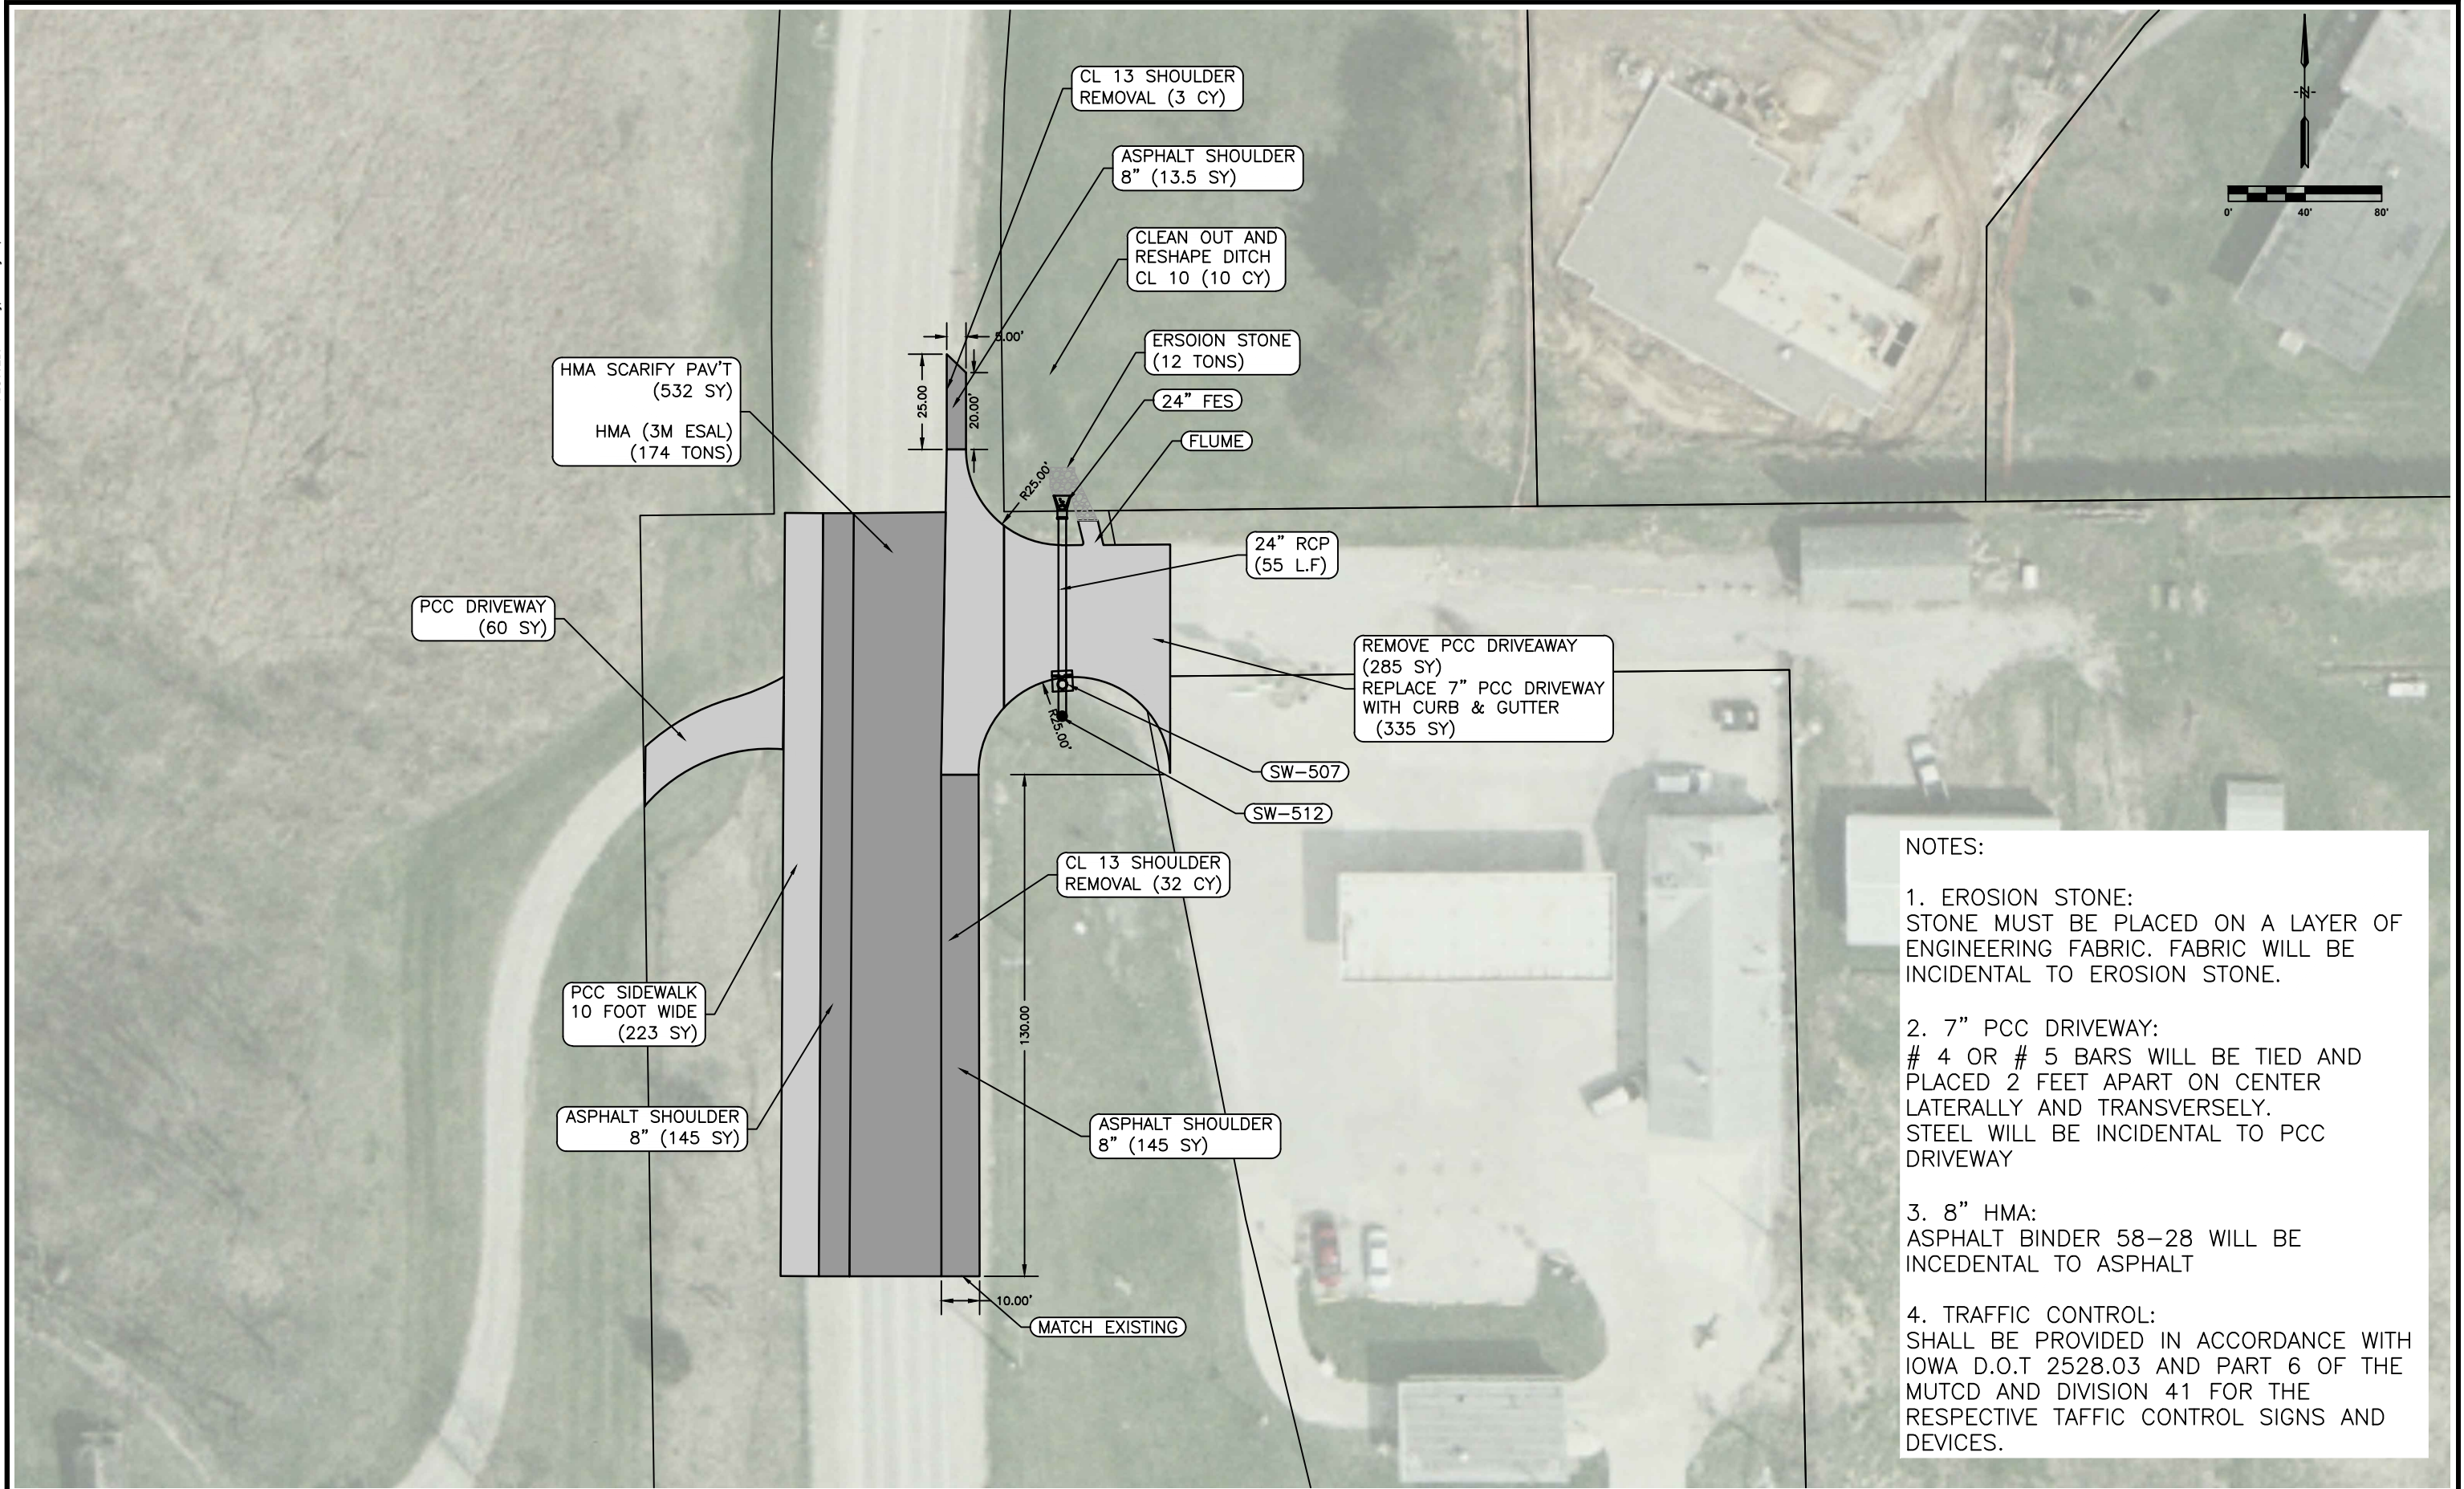 CL 13 SHOULDER
REMOVAL (3 CY)
ASPHALT SHOULDER
8" (13.5 SY)
CLEAN OUT AND
RESHAPE DITCH
CL 10 (10 CY)
ERSOION STONE
(12 TONS)
24" FES
FLUME
-N-
0' 40' 80'
5.00'
25.00
20.00'
R25.00'
HMA SCARIFY PAV'T
(532 SY)
HMA (3M ESAL)
(174 TONS)
24" RCP
(55 L.F)
PCC DRIVEWAY
(60 SY)
REMOVE PCC DRIVEAWAY
(285 SY)
REPLACE 7" PCC DRIVEWAY
WITH CURB & GUTTER
(335 SY)
R25.00'
SW-507
SW-512
CL 13 SHOULDER
REMOVAL (32 CY)
PCC SIDEWALK
10 FOOT WIDE
(223 SY)
130.00
ASPHALT SHOULDER
8" (145 SY)
ASPHALT SHOULDER
8" (145 SY)
10.00'
MATCH EXISTING
NOTES:
1. EROSION STONE:
STONE MUST BE PLACED ON A LAYER OF
ENGINEERING FABRIC. FABRIC WILL BE
INCIDENTAL TO EROSION STONE.
2. 7" PCC DRIVEWAY:
# 4 OR # 5 BARS WILL BE TIED AND
PLACED 2 FEET APART ON CENTER
LATERALLY AND TRANSVERSELY.
STEEL WILL BE INCIDENTAL TO PCC
DRIVEWAY
3. 8" HMA:
ASPHALT BINDER 58-28 WILL BE
INCEDENTAL TO ASPHALT
4. TRAFFIC CONTROL:
SHALL BE PROVIDED IN ACCORDANCE WITH
IOWA D.O.T 2528.03 AND PART 6 OF THE
MUTCD AND DIVISION 41 FOR THE
RESPECTIVE TAFFIC CONTROL SIGNS AND
DEVICES.